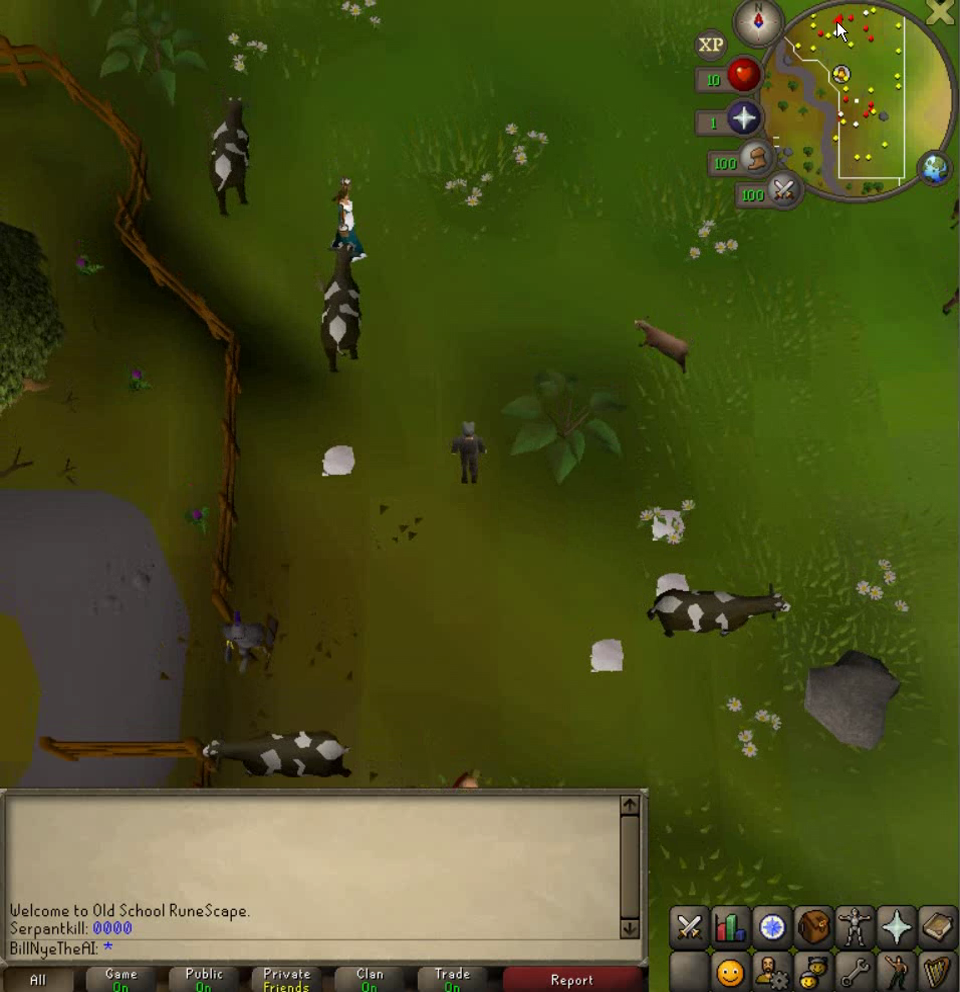 N
XP
10
1
100
100
Welcome to Old School RuneScape.
Serpantkill: 0000
BillNyeTheAI: *
All
Game
On
Public
On
Private
Friends
Clan
On
Trade
On
Report